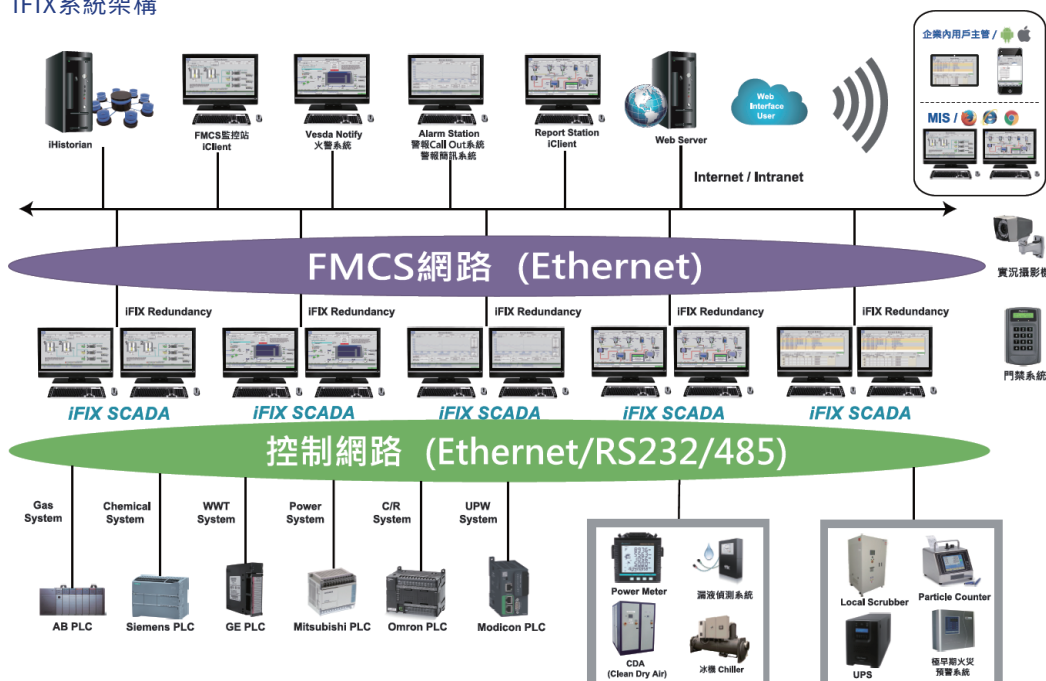 iFIX系統架構
企業內用戶主管 /
MIS /
Web
Interface
User
iHistorian
FMCS監控站
iClient
Vesda Notify
火警系統
Alarm Station
警報Call Out系統
警報簡訊系統
Report Station
iClient
Web Server
Internet / Intranet
FMCS網路 (Ethernet)
實況攝影機
iFIX Redundancy
iFIX Redundancy
iFIX Redundancy
iFIX Redundancy
iFIX Redundancy
門禁系統
iFIX SCADA
iFIX SCADA
iFIX SCADA
iFIX SCADA
iFIX SCADA
控制網路 (Ethernet/RS232/485)
Gas
System
Chemical
System
WWT
System
Power
System
C/R
System
UPW
System
AB PLC
Siemens PLC
GE PLC
Mitsubishi PLC
Omron PLC
Modicon PLC
Power Meter
漏液偵測系統
CDA
(Clean Dry Air)
冰機 Chiller
Local Scrubber
Particle Counter
UPS
極早期火災
預警系統